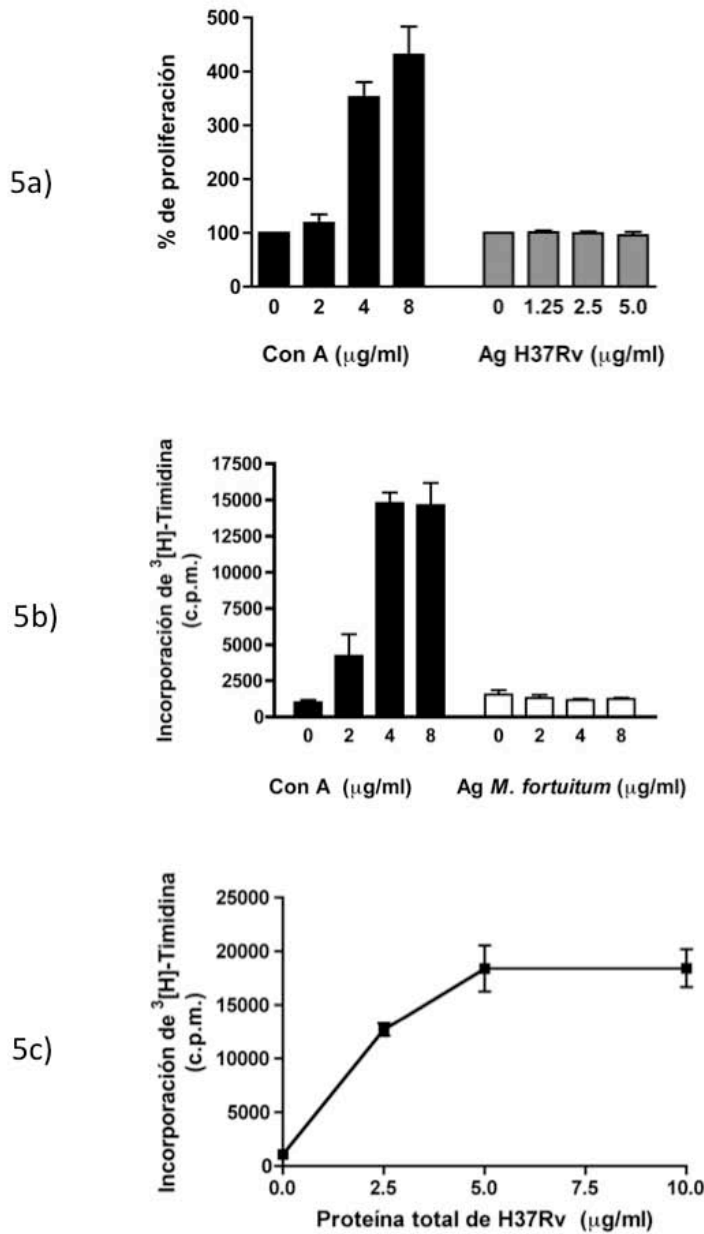 5a)
% de proliferación
500
400
300
200
100
0
0 2 4 8 0 1.25 2.5 5.0
Con A (μg/ml) Ag H37Rv (μg/ml)
5b)
Incorporación de ³[H]-Timidina
(c.p.m.)
17500
15000
12500
10000
7500
5000
2500
0
0 2 4 8 0 2 4 8
Con A (μg/ml) Ag M. fortuitum (μg/ml)
5c)
Incorporación de ³[H]-Timidina
(c.p.m.)
25000
20000
15000
10000
5000
0
0.0 2.5 5.0 7.5 10.0
Proteína total de H37Rv (μg/ml)